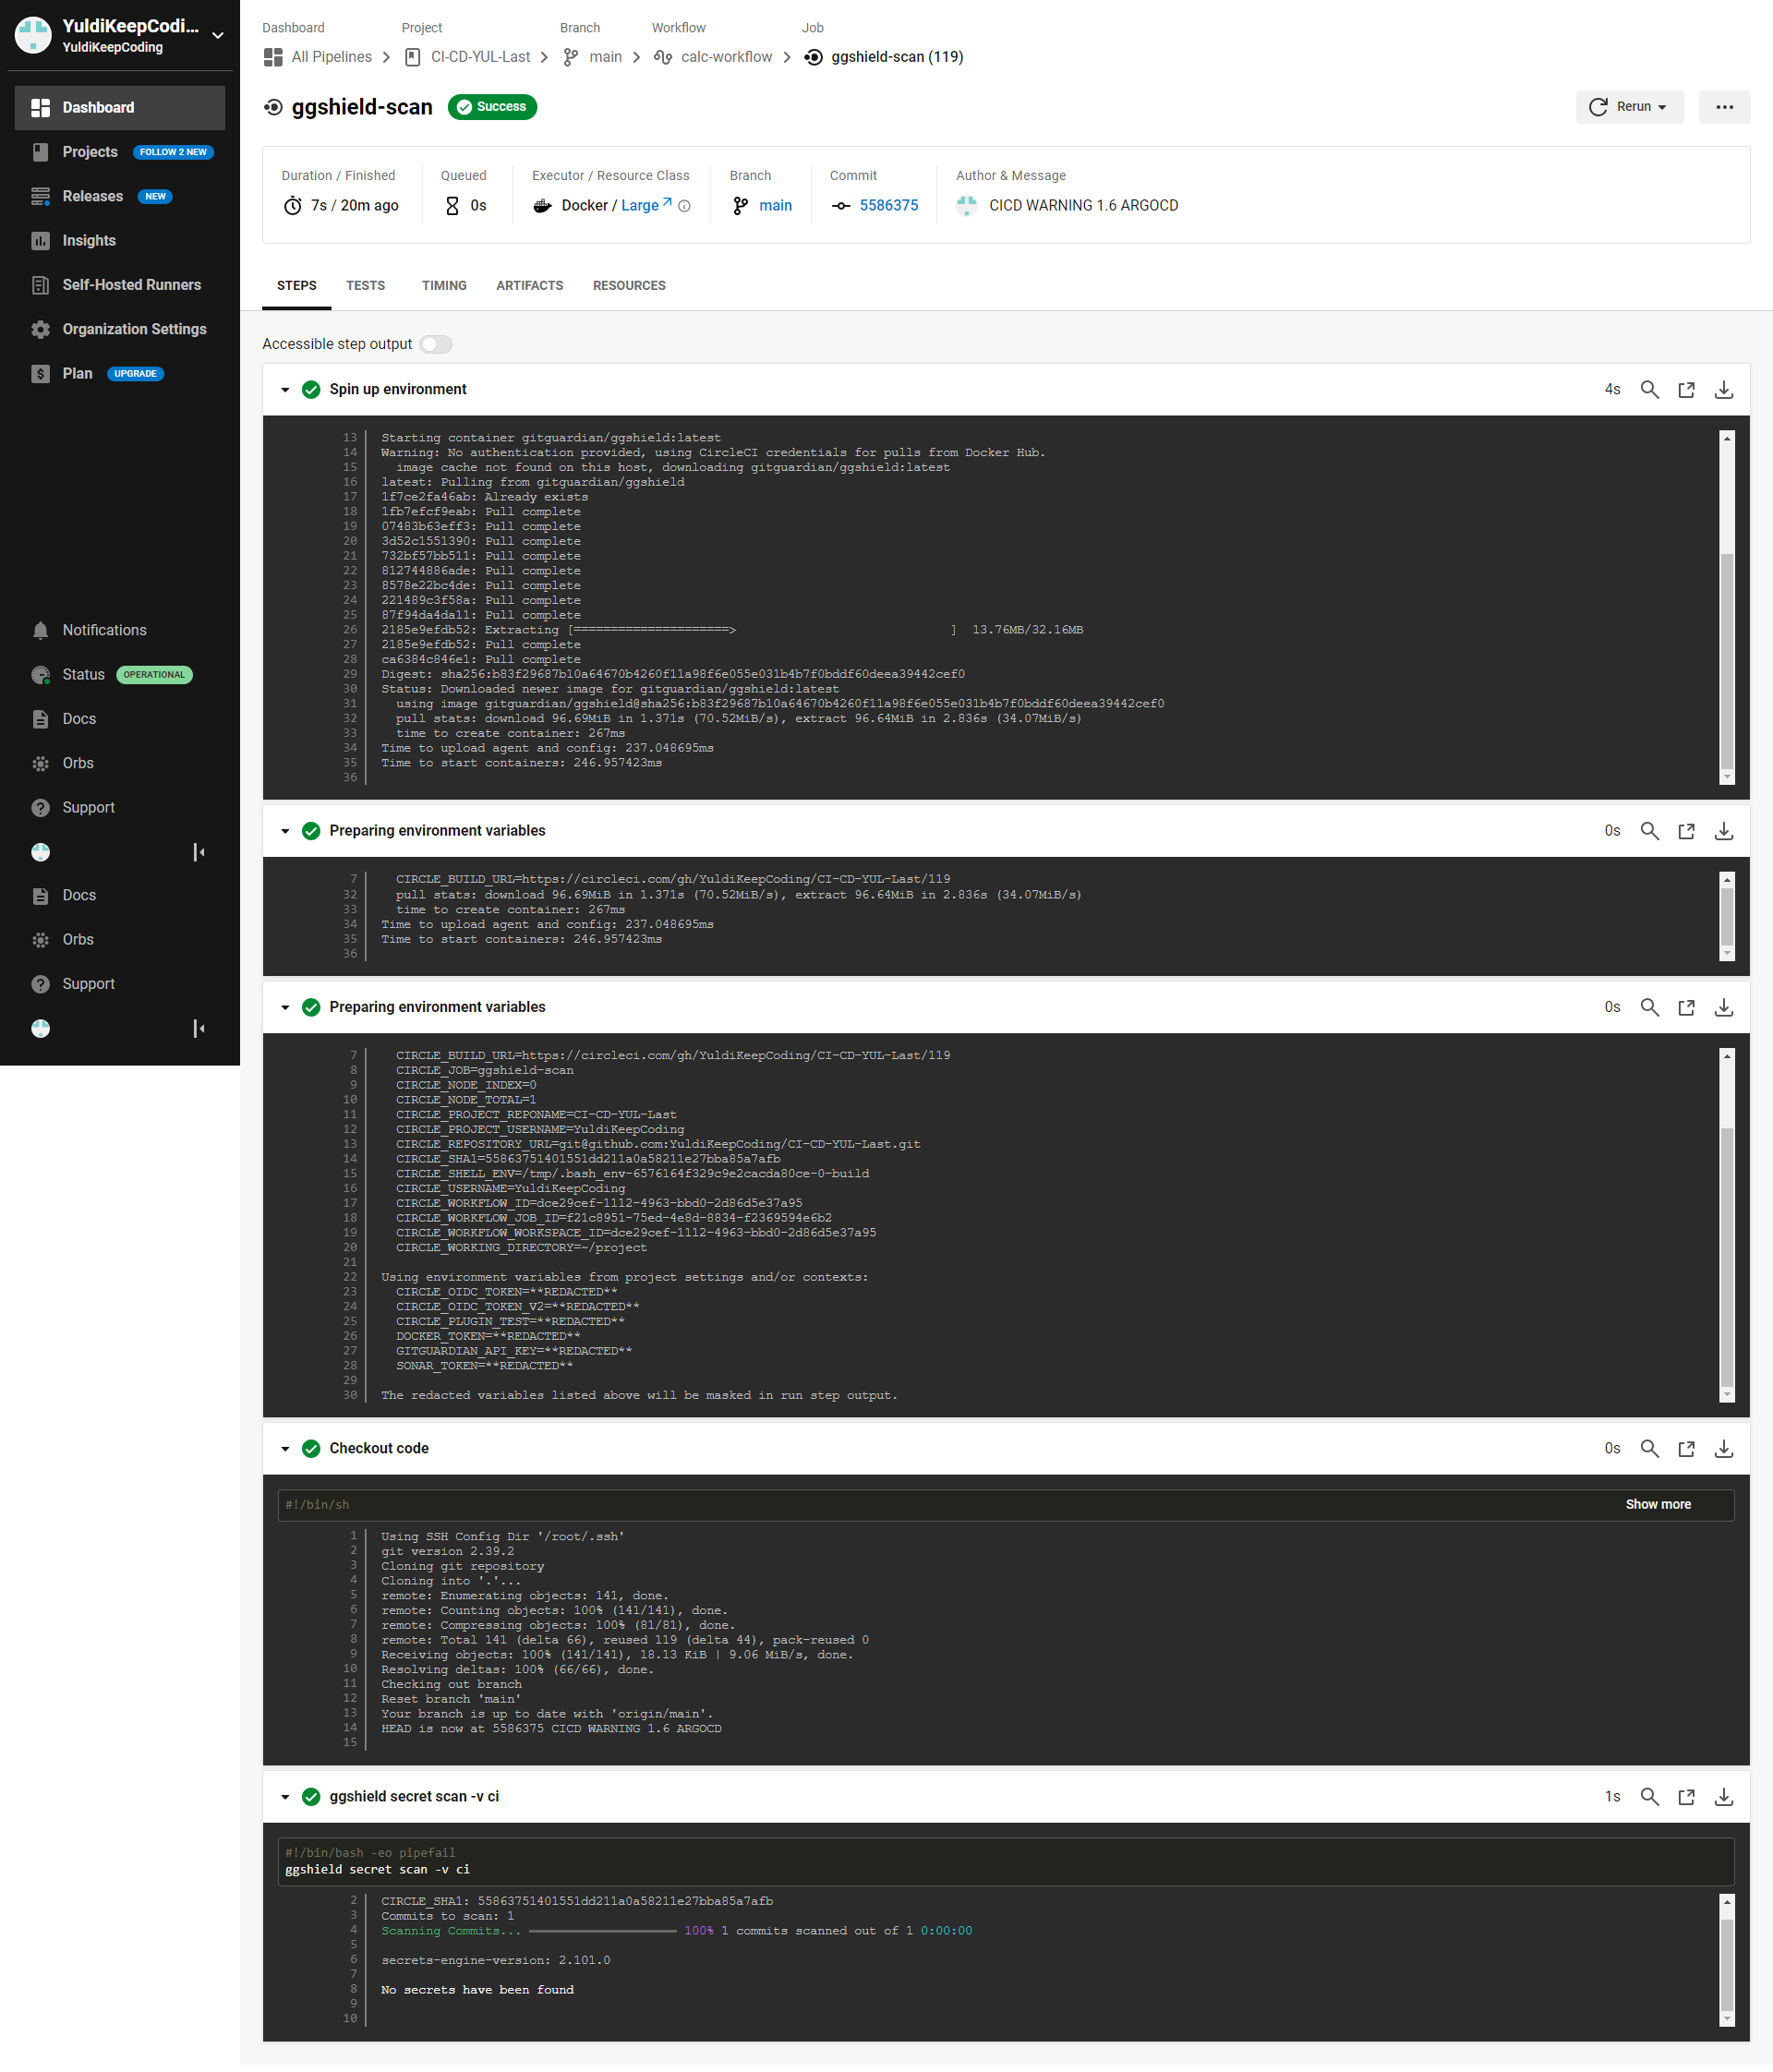 YuldiKeepCodi...
YuldiKeepCoding
Dashboard
Projects FOLLOW 2 NEW
Releases NEW
Insights
Self-Hosted Runners
Organization Settings
Plan UPGRADE
Notifications
Status OPERATIONAL
Docs
Orbs
Support
Docs
Orbs
Support
Dashboard Project Branch Workflow Job
All Pipelines CI-CD-YUL-Last main calc-workflow ggshield-scan (119)
ggshield-scan Success
Rerun
Duration / Finished Queued Executor / Resource Class Branch Commit Author & Message
7s / 20m ago 0s Docker / Large main 5586375 CICD WARNING 1.6 ARGOCD
STEPS TESTS TIMING ARTIFACTS RESOURCES
Accessible step output
Spin up environment 4s
13 Starting container gitguardian/ggshield:latest
14 Warning: No authentication provided, using CircleCI credentials for pulls from Docker Hub.
15 image cache not found on this host, downloading gitguardian/ggshield:latest
16 latest: Pulling from gitguardian/ggshield
17 1f7ce2fa46ab: Already exists
18 1fb7efcf9eab: Pull complete
19 07483b63eff3: Pull complete
20 3d52c1551390: Pull complete
21 732bf57bb511: Pull complete
22 812744886ade: Pull complete
23 8578e22bc4de: Pull complete
24 221489c3f58a: Pull complete
25 87f94da4da11: Pull complete
26 2185e9efdb52: Extracting [=====================> ] 13.76MB/32.16MB
27 2185e9efdb52: Pull complete
28 ca6384c846e1: Pull complete
29 Digest: sha256:b83f29687b10a64670b4260f11a98f6e055e031b4b7f0bddf60deea39442cef0
30 Status: Downloaded newer image for gitguardian/ggshield:latest
31 using image gitguardian/ggshield@sha256:b83f29687b10a64670b4260f11a98f6e055e031b4b7f0bddf60deea39442cef0
32 pull stats: download 96.69MiB in 1.371s (70.52MiB/s), extract 96.64MiB in 2.836s (34.07MiB/s)
33 time to create container: 267ms
34 Time to upload agent and config: 237.048695ms
35 Time to start containers: 246.957423ms
36
Preparing environment variables 0s
7 CIRCLE_BUILD_URL=https://circleci.com/gh/YuldiKeepCoding/CI-CD-YUL-Last/119
32 pull stats: download 96.69MiB in 1.371s (70.52MiB/s), extract 96.64MiB in 2.836s (34.07MiB/s)
33 time to create container: 267ms
34 Time to upload agent and config: 237.048695ms
35 Time to start containers: 246.957423ms
36
Preparing environment variables 0s
7 CIRCLE_BUILD_URL=https://circleci.com/gh/YuldiKeepCoding/CI-CD-YUL-Last/119
8 CIRCLE_JOB=ggshield-scan
9 CIRCLE_NODE_INDEX=0
10 CIRCLE_NODE_TOTAL=1
11 CIRCLE_PROJECT_REPONAME=CI-CD-YUL-Last
12 CIRCLE_PROJECT_USERNAME=YuldiKeepCoding
13 CIRCLE_REPOSITORY_URL=git@github.com:YuldiKeepCoding/CI-CD-YUL-Last.git
14 CIRCLE_SHA1=55863751401551dd211a0a58211e27bba85a7afb
15 CIRCLE_SHELL_ENV=/tmp/.bash_env-6576164f329c9e2cacda80ce-0-build
16 CIRCLE_USERNAME=YuldiKeepCoding
17 CIRCLE_WORKFLOW_ID=dce29cef-1112-4963-bbd0-2d86d5e37a95
18 CIRCLE_WORKFLOW_JOB_ID=f21c8951-75ed-4e8d-8834-f2369594e6b2
19 CIRCLE_WORKFLOW_WORKSPACE_ID=dce29cef-1112-4963-bbd0-2d86d5e37a95
20 CIRCLE_WORKING_DIRECTORY=~/project
21
22 Using environment variables from project settings and/or contexts:
23 CIRCLE_OIDC_TOKEN=**REDACTED**
24 CIRCLE_OIDC_TOKEN_V2=**REDACTED**
25 CIRCLE_PLUGIN_TEST=**REDACTED**
26 DOCKER_TOKEN=**REDACTED**
27 GITGUARDIAN_API_KEY=**REDACTED**
28 SONAR_TOKEN=**REDACTED**
29
30 The redacted variables listed above will be masked in run step output.
Checkout code 0s
#!/bin/sh Show more
1 Using SSH Config Dir '/root/.ssh'
2 git version 2.39.2
3 Cloning git repository
4 Cloning into '.'...
5 remote: Enumerating objects: 141, done.
6 remote: Counting objects: 100% (141/141), done.
7 remote: Compressing objects: 100% (81/81), done.
8 remote: Total 141 (delta 66), reused 119 (delta 44), pack-reused 0
9 Receiving objects: 100% (141/141), 18.13 KiB | 9.06 MiB/s, done.
10 Resolving deltas: 100% (66/66), done.
11 Checking out branch
12 Reset branch 'main'
13 Your branch is up to date with 'origin/main'.
14 HEAD is now at 5586375 CICD WARNING 1.6 ARGOCD
15
ggshield secret scan -v ci 1s
#!/bin/bash -eo pipefail
ggshield secret scan -v ci
2 CIRCLE_SHA1: 55863751401551dd211a0a58211e27bba85a7afb
3 Commits to scan: 1
4 Scanning Commits... 100% 1 commits scanned out of 1 0:00:00
5
6 secrets-engine-version: 2.101.0
7
8 No secrets have been found
9
10